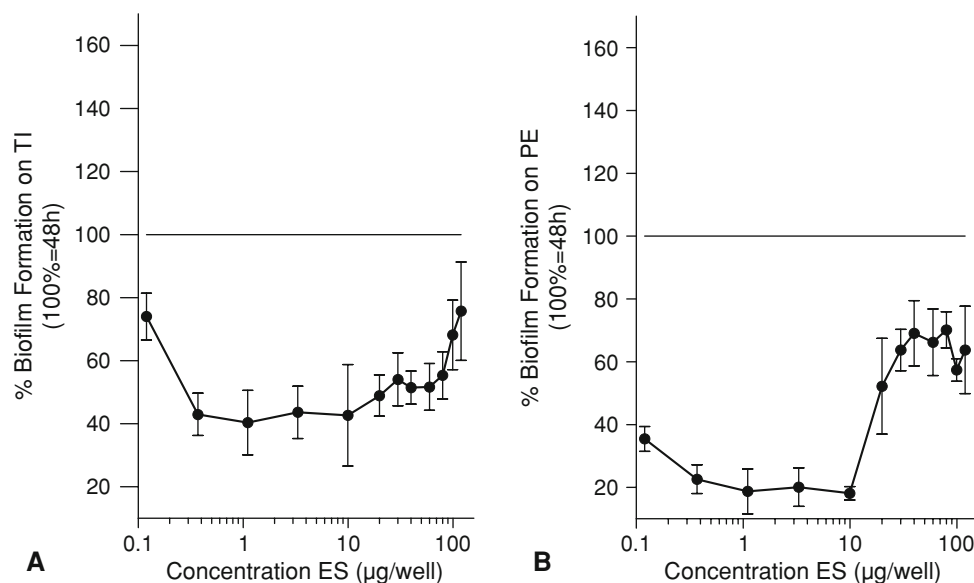 % Biofilm Formation on TI
(100%=48h)
160
140
120
100
80
60
40
20
0.1 1 10 100
A Concentration ES (µg/well)
% Biofilm Formation on PE
(100%=48h)
160
140
120
100
80
60
40
20
0.1 1 10 100
B Concentration ES (µg/well)